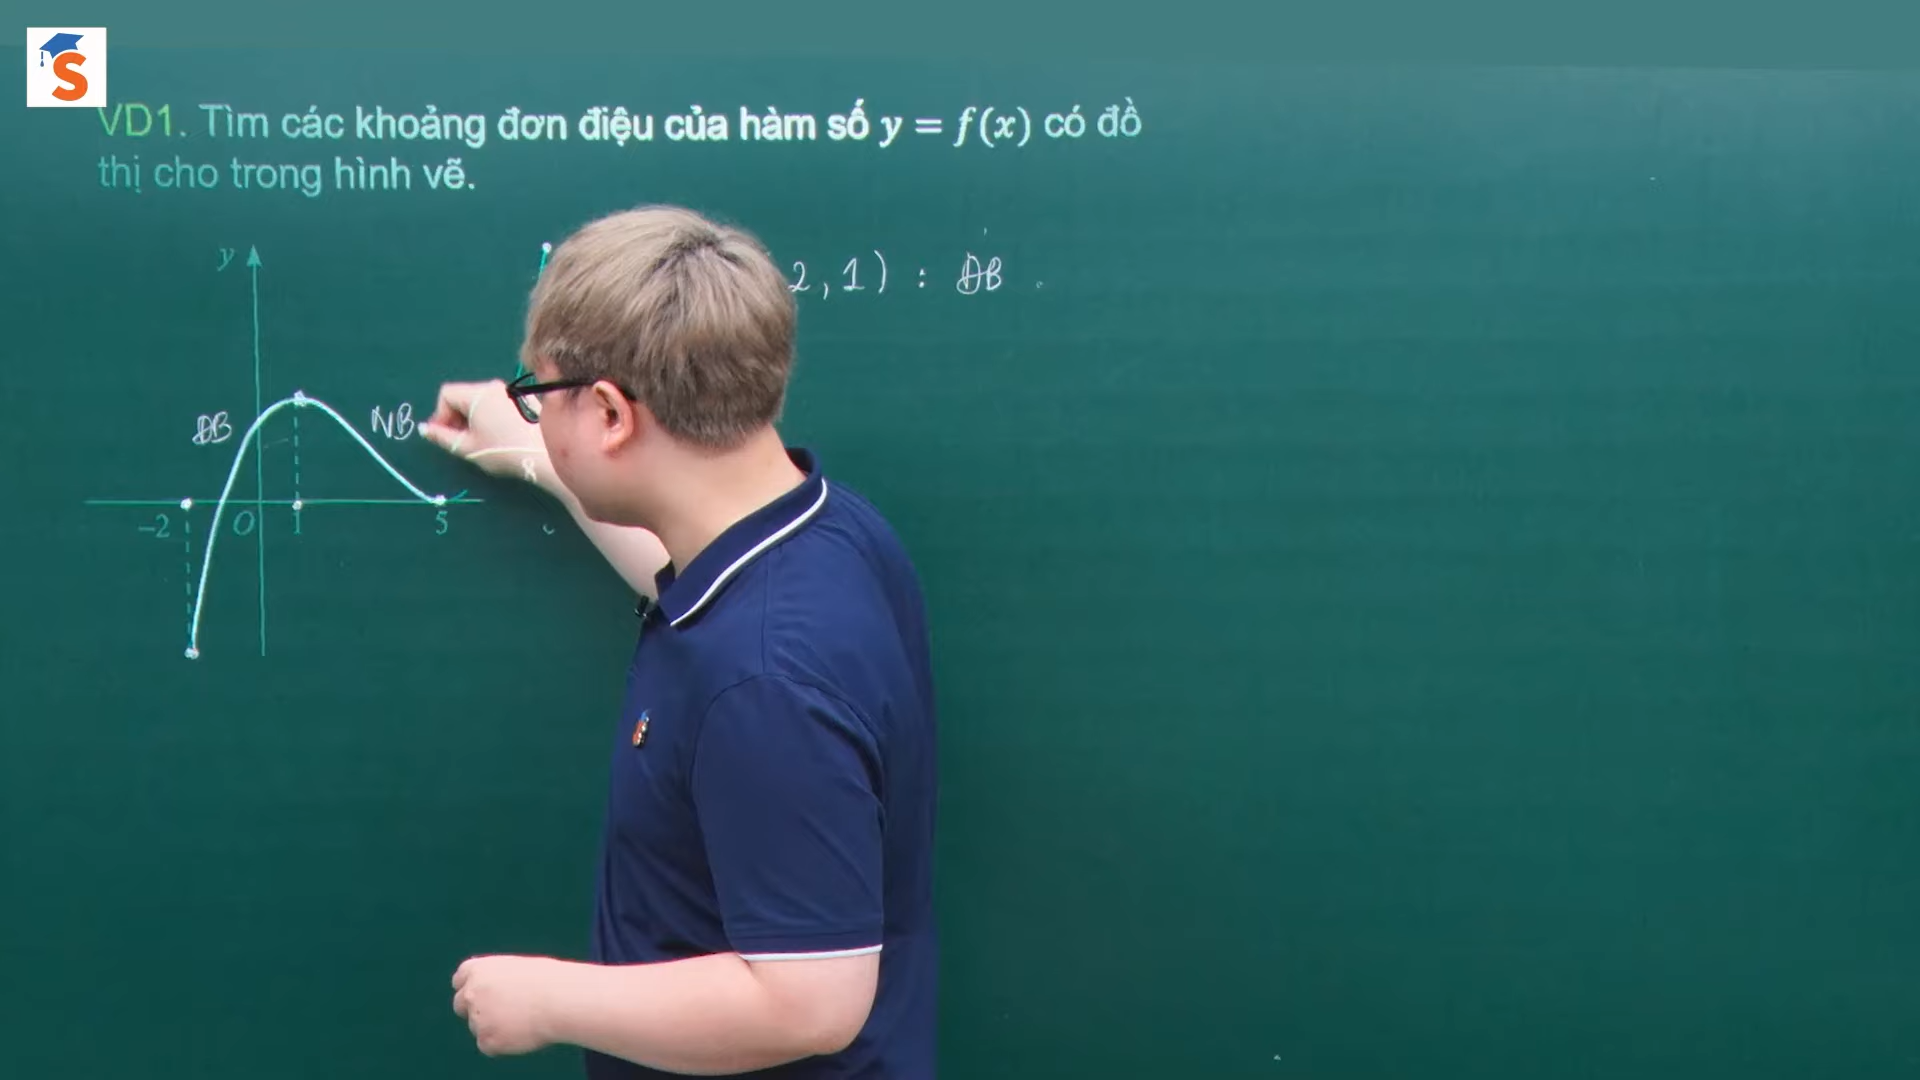 S
VD1. Tìm các khoảng đơn điệu của hàm số y = f(x) có đồ
thị cho trong hình vẽ.
y
2, 1) : ĐB
ĐB
NB
8
-2
O
1
5